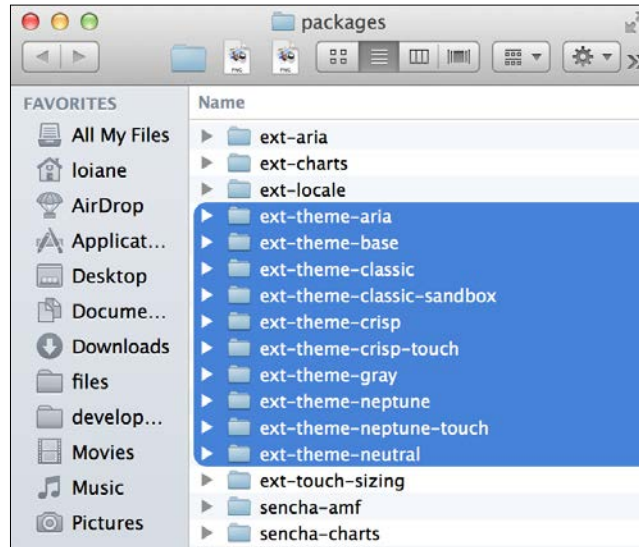 packages
FAVORITES
All My Files
loiane
AirDrop
Applicat...
Desktop
Docume...
Downloads
files
develop...
Movies
Music
Pictures
Name
ext-aria
ext-charts
ext-locale
ext-theme-aria
ext-theme-base
ext-theme-classic
ext-theme-classic-sandbox
ext-theme-crisp
ext-theme-crisp-touch
ext-theme-gray
ext-theme-neptune
ext-theme-neptune-touch
ext-theme-neutral
ext-touch-sizing
sencha-amf
sencha-charts